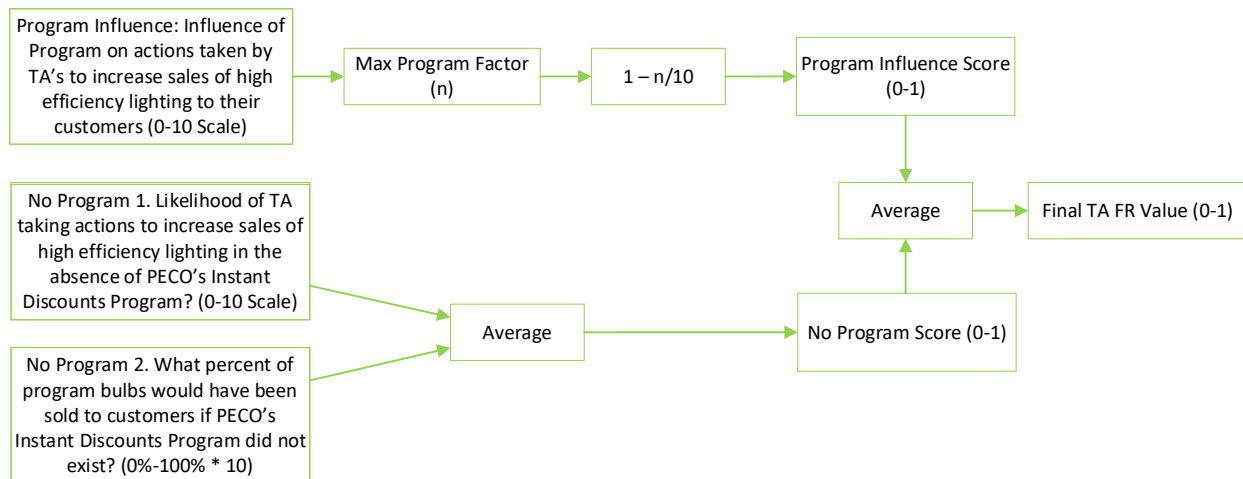 Program Influence: Influence of
Program on actions taken by
TA’s to increase sales of high
efficiency lighting to their
customers (0-10 Scale)
Max Program Factor
(n)
1 – n/10
Program Influence Score
(0-1)
No Program 1. Likelihood of TA
taking actions to increase sales of
high efficiency lighting in the
absence of PECO’s Instant
Discounts Program? (0-10 Scale)
Average
Final TA FR Value (0-1)
Average
No Program Score (0-1)
No Program 2. What percent of
program bulbs would have been
sold to customers if PECO’s
Instant Discounts Program did not
exist? (0%-100% * 10)